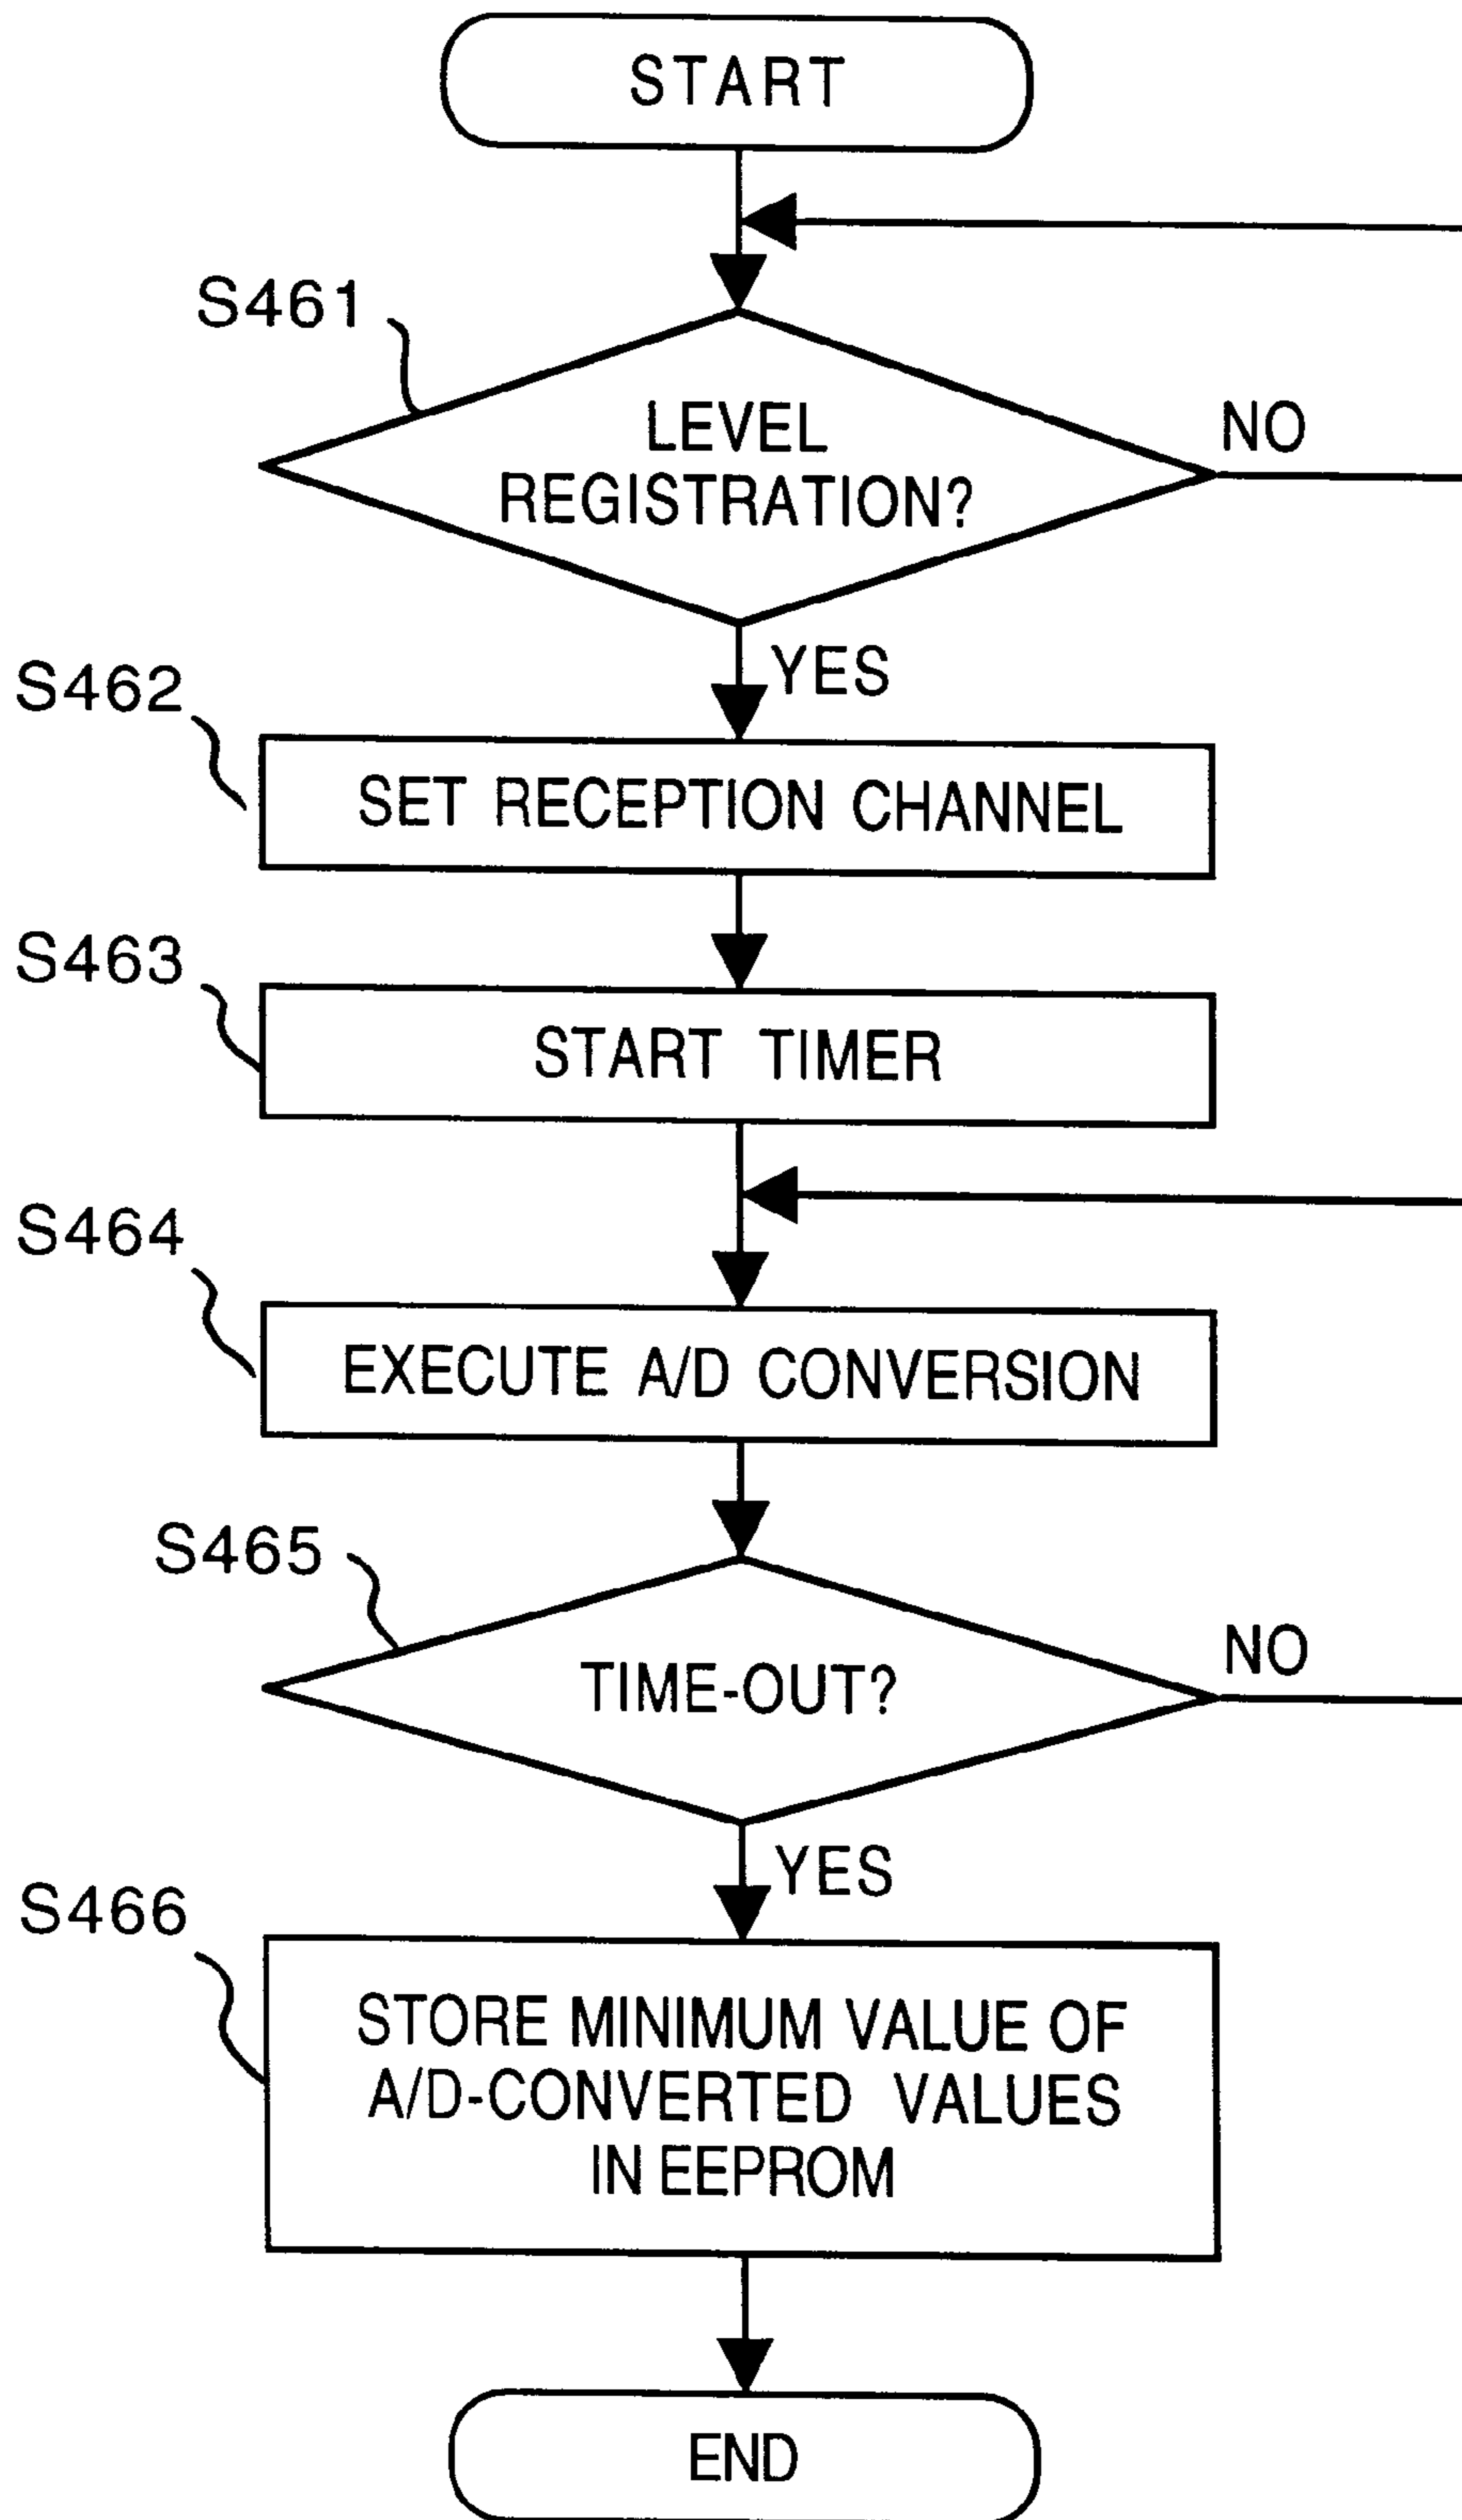 START
S461
LEVEL
REGISTRATION?
NO
YES
S462
SET RECEPTION CHANNEL
S463
START TIMER
S464
EXECUTE A/D CONVERSION
S465
TIME-OUT?
NO
YES
S466
STORE MINIMUM VALUE OF
A/D-CONVERTED VALUES
IN EEPROM
END